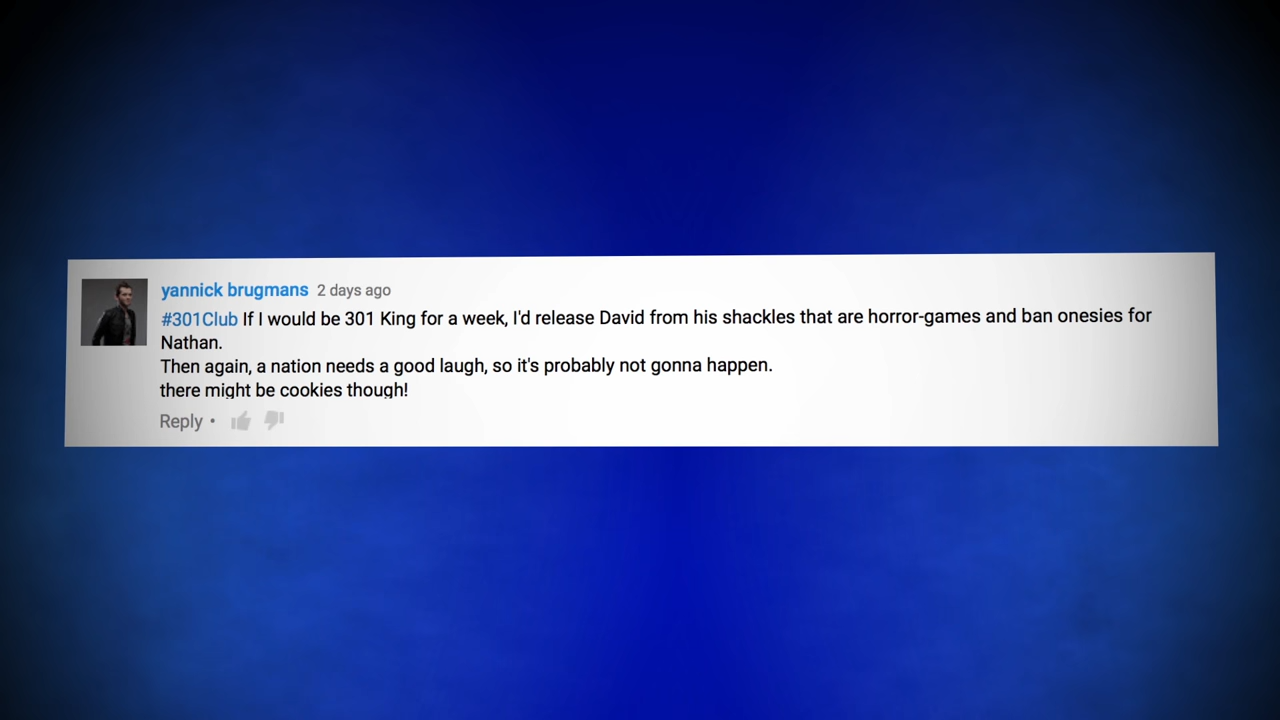 yannick brugmans 2 days ago
#301Club If I would be 301 King for a week, I'd release David from his shackles that are horror-games and ban onesies for
Nathan.
Then again, a nation needs a good laugh, so it's probably not gonna happen.
there might be cookies though!
Reply •